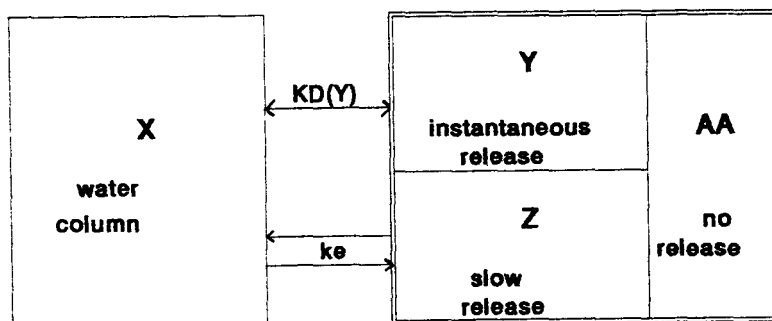 X
water
column
KD(Y)
ke
Y
instantaneous
release
Z
slow
release
AA
no
release